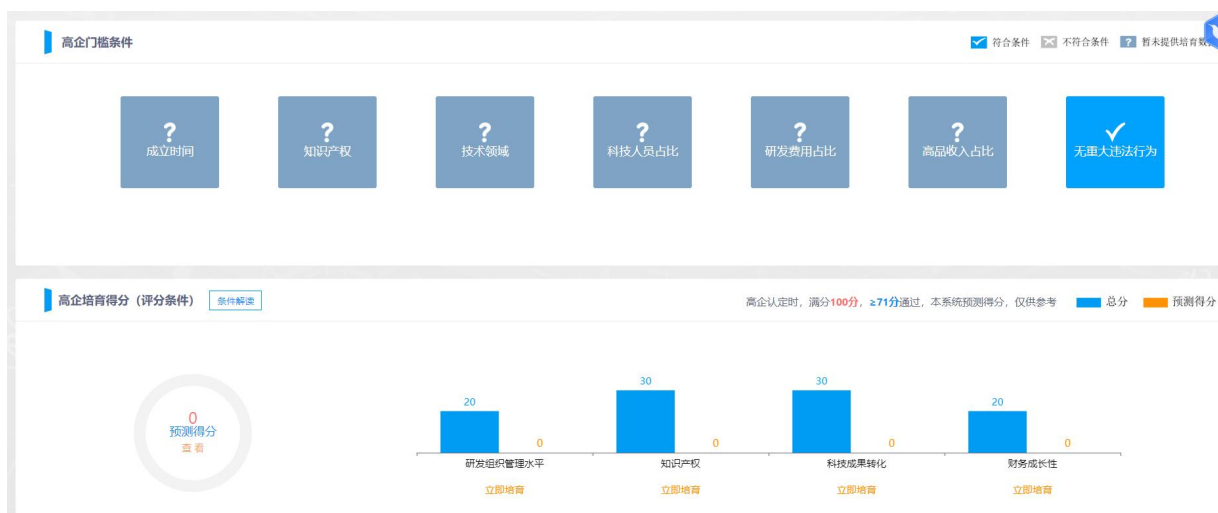 高企门槛条件
符合条件 不符合条件 ? 暂未提供培育数
? ? ? ? ? ?
成立时间 知识产权 技术领域 科技人员占比 研发费用占比 高品收入占比 无重大违法行为
高企培育得分（评分条件） 条件解读 高企认定时，满分100分，≥71分通过，本系统预测得分，仅供参考 总分 预测得分
30 30
20 20
0
预测得分
查看
0 0 0 0
研发组织管理水平 知识产权 科技成果转化 财务成长性
立即培育 立即培育 立即培育 立即培育